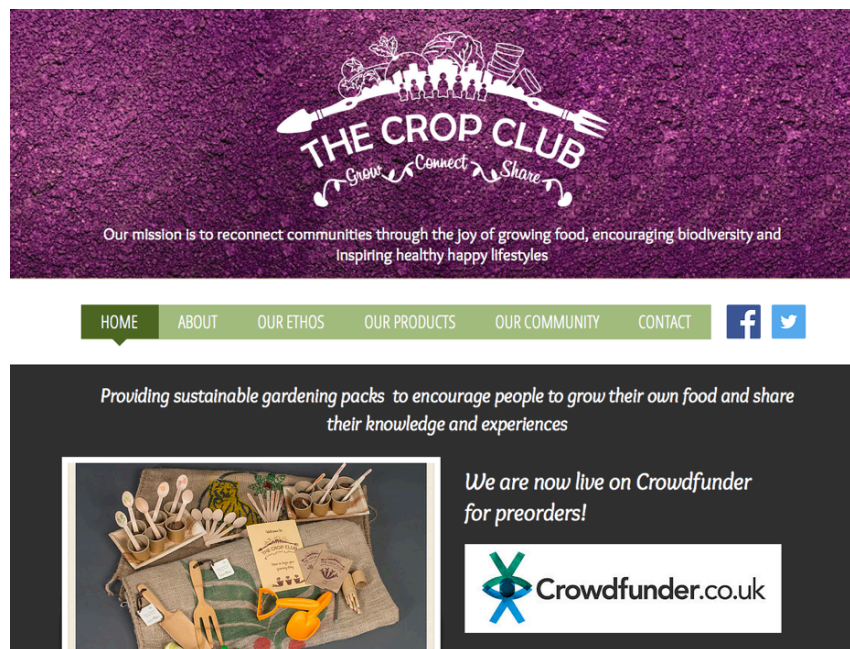 THE CROP CLUB
Grow Connect Share
Our mission is to reconnect communities through the joy of growing food, encouraging biodiversity and
inspiring healthy happy lifestyles
HOME ABOUT OUR ETHOS OUR PRODUCTS OUR COMMUNITY CONTACT
Providing sustainable gardening packs to encourage people to grow their own food and share
their knowledge and experiences
We are now live on Crowdfunder
for preorders!
THE CROP CLUB
Crowdfunder.co.uk